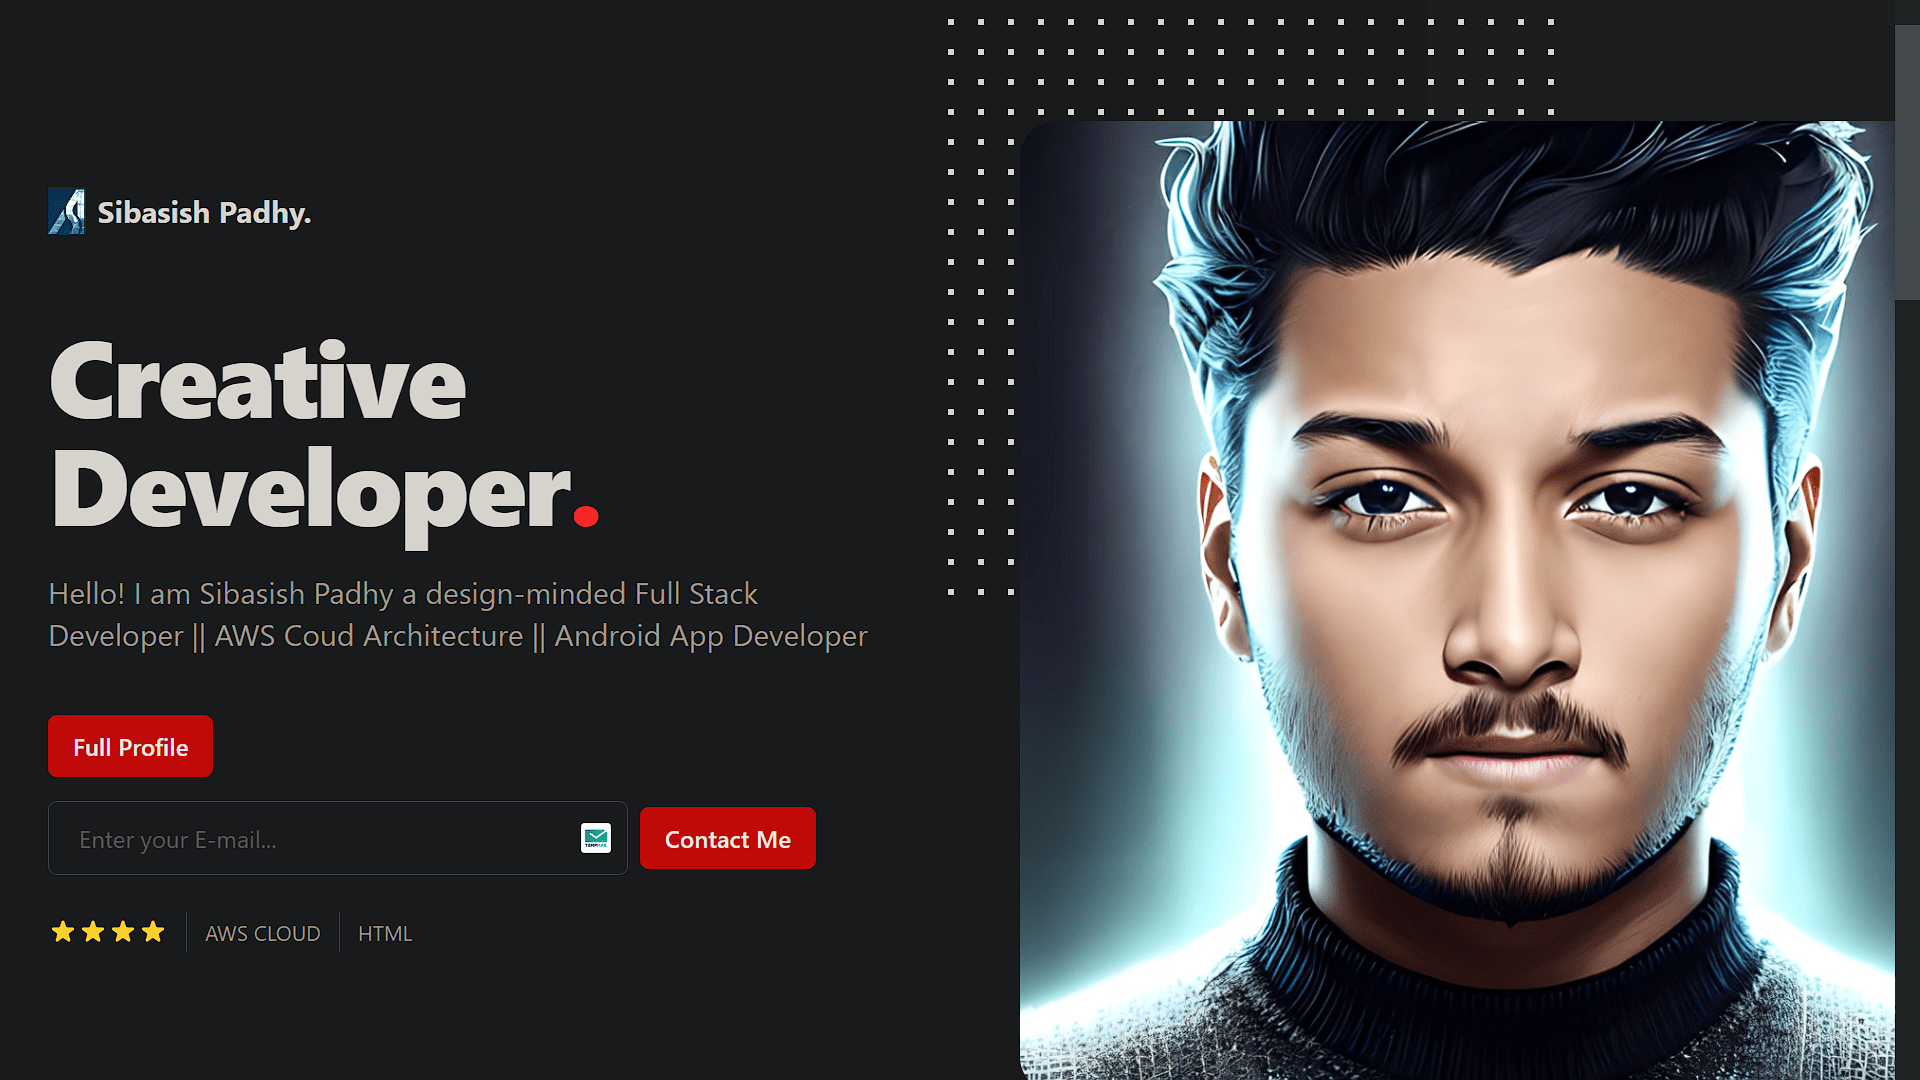 Sibasish Padhy.
Creative
Developer.
Hello! I am Sibasish Padhy a design-minded Full Stack
Developer || AWS Coud Architecture || Android App Developer
Full Profile
Enter your E-mail...
Contact Me
AWS CLOUD
HTML